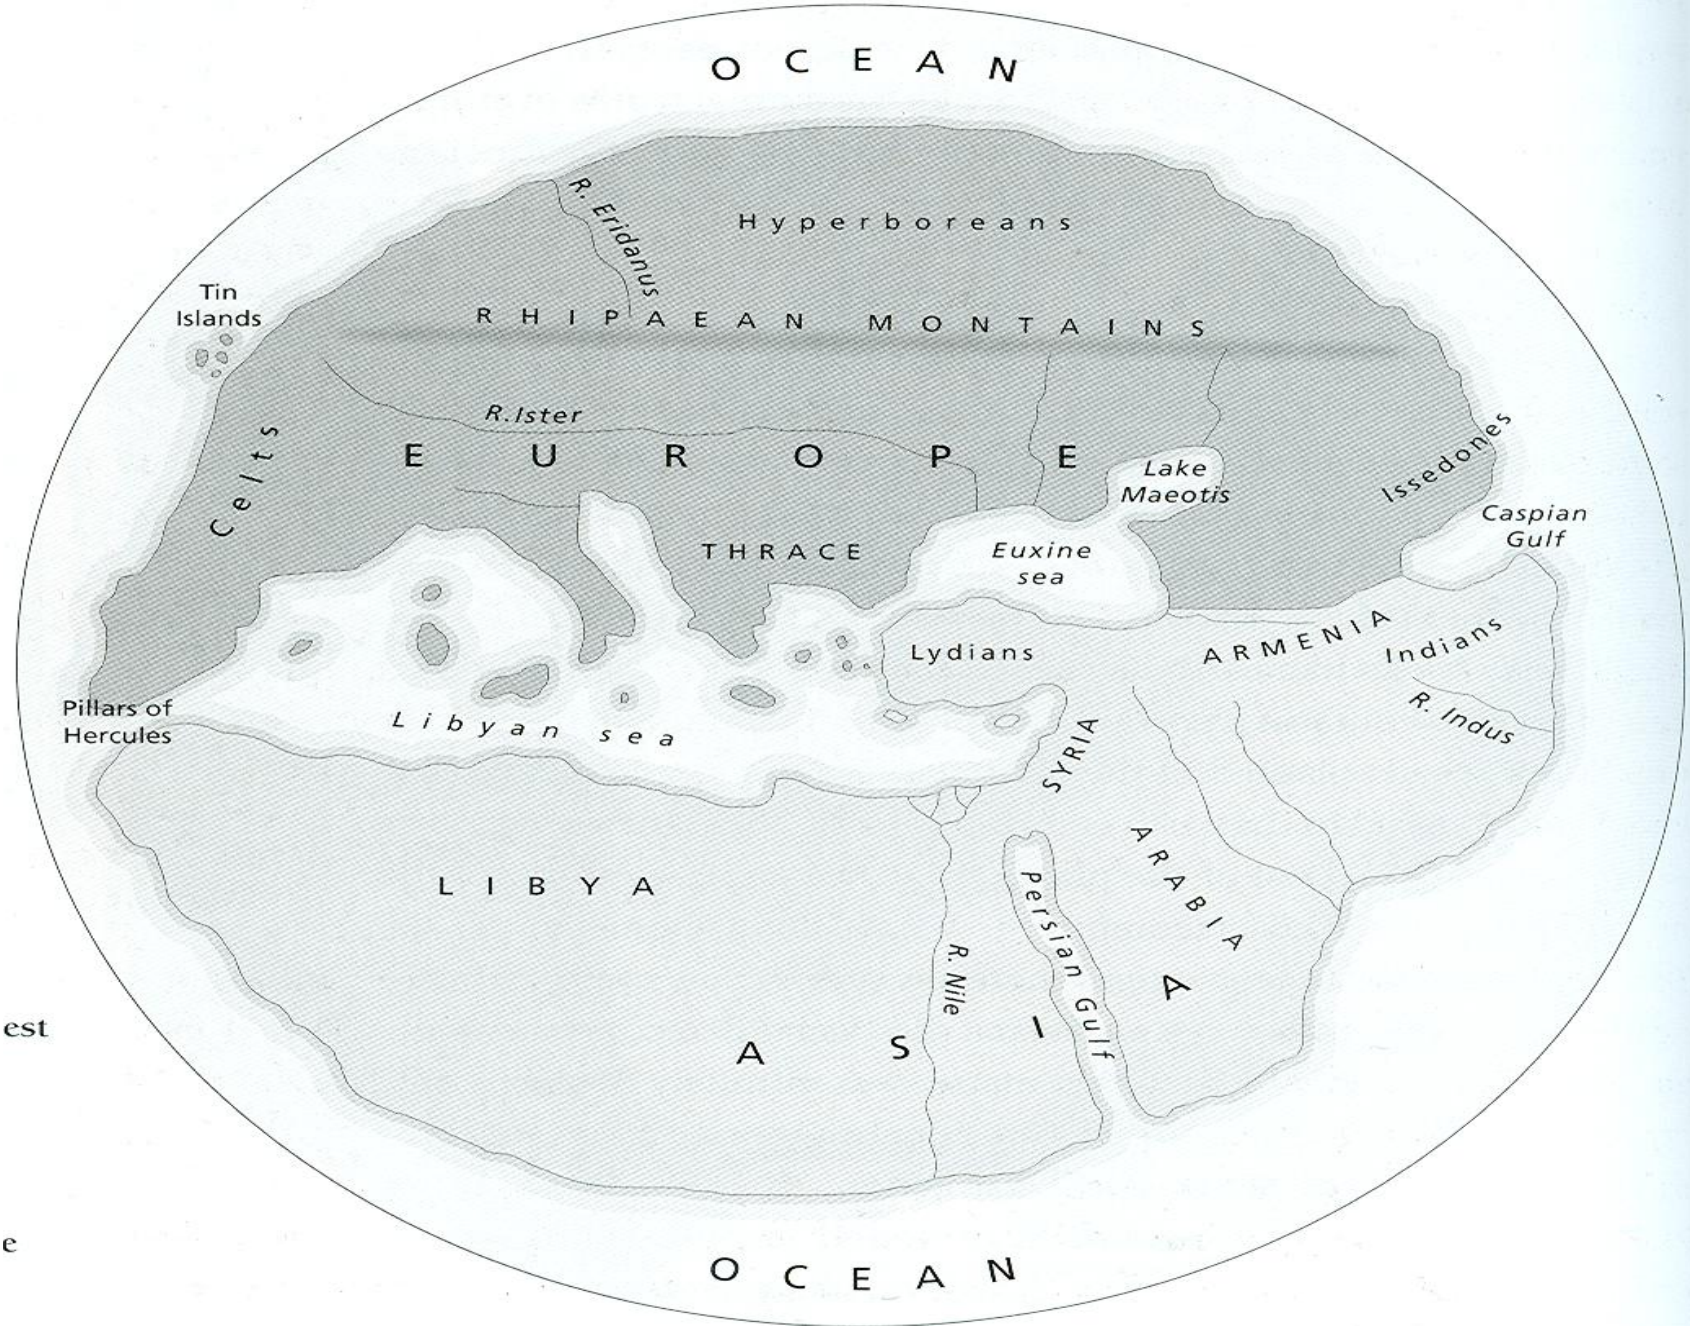 OCEAN
R. Eridanus
Hyperboreans
Tin
Islands
RHIPAEAN MONTAINS
R.Ister
Celts
EUROPE
Lake
Maeotis
Issedones
Caspian
Gulf
THRACE
Euxine
sea
Lydians
ARMENIA
Indians
R. Indus
Pillars of
Hercules
Libyan sea
SYRIA
LIBYA
ARABIA
Persian Gulf
R. Nile
ASIA
est
e
OCEAN